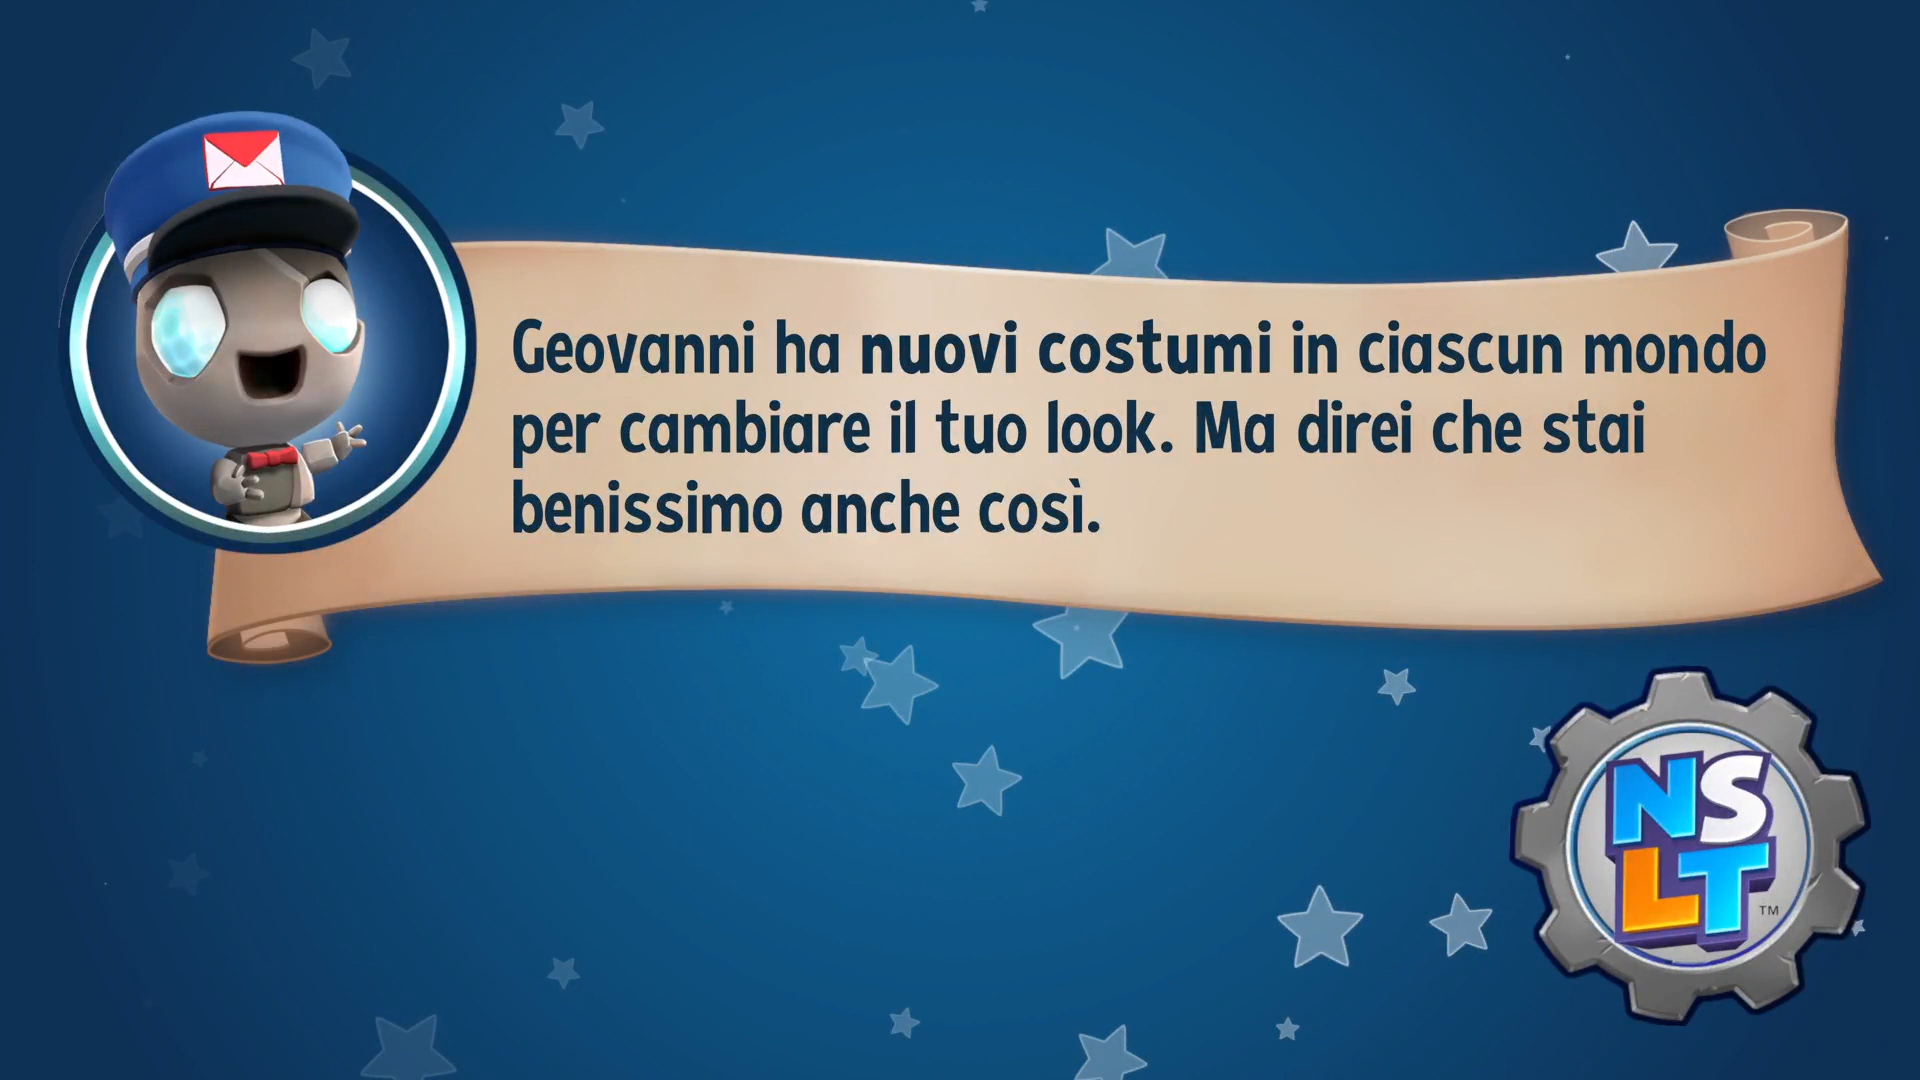 Geovanni ha nuovi costumi in ciascun mondo
per cambiare il tuo look. Ma direi che stai
benissimo anche così.
NS
LT
TM